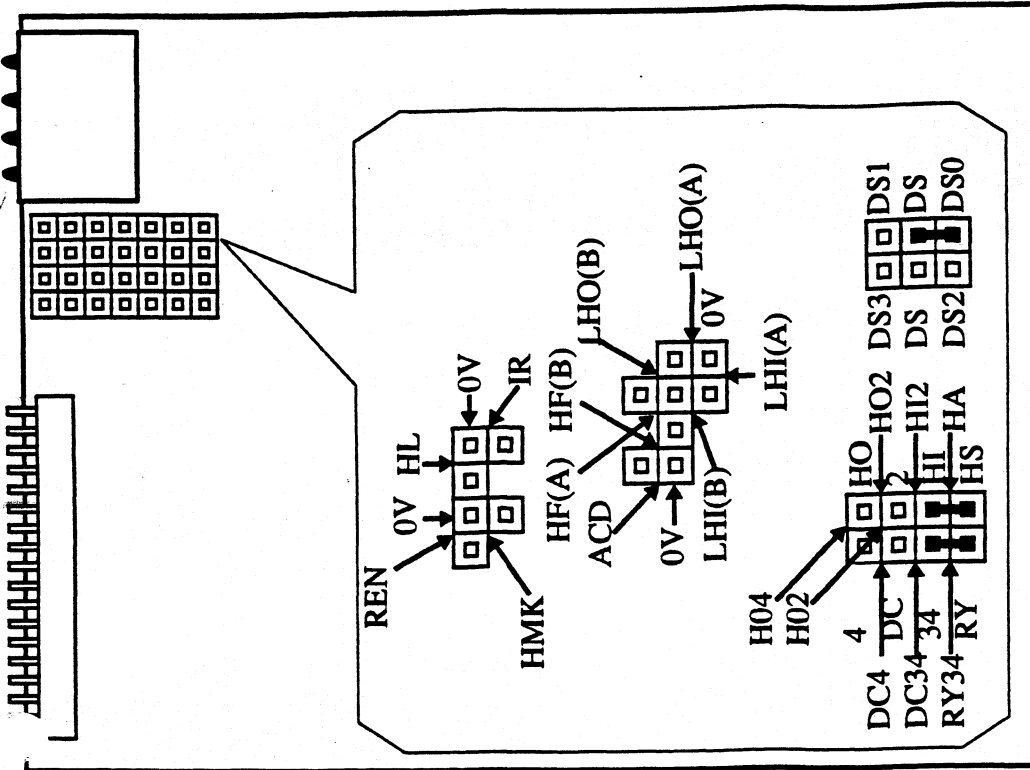 REN
0V HL
0V
HMK IR
HF(A) HF(B)
LHO(B)
ACD
0V
LHO(A)
LHI(B) 0V
H04
LHI(A)
H02
4 HO
DC4 HO2 DS3 DS1
DC 2
DC34 HI2 DS DS
34 HI
RY34 HA DS2 DS0
RY HS